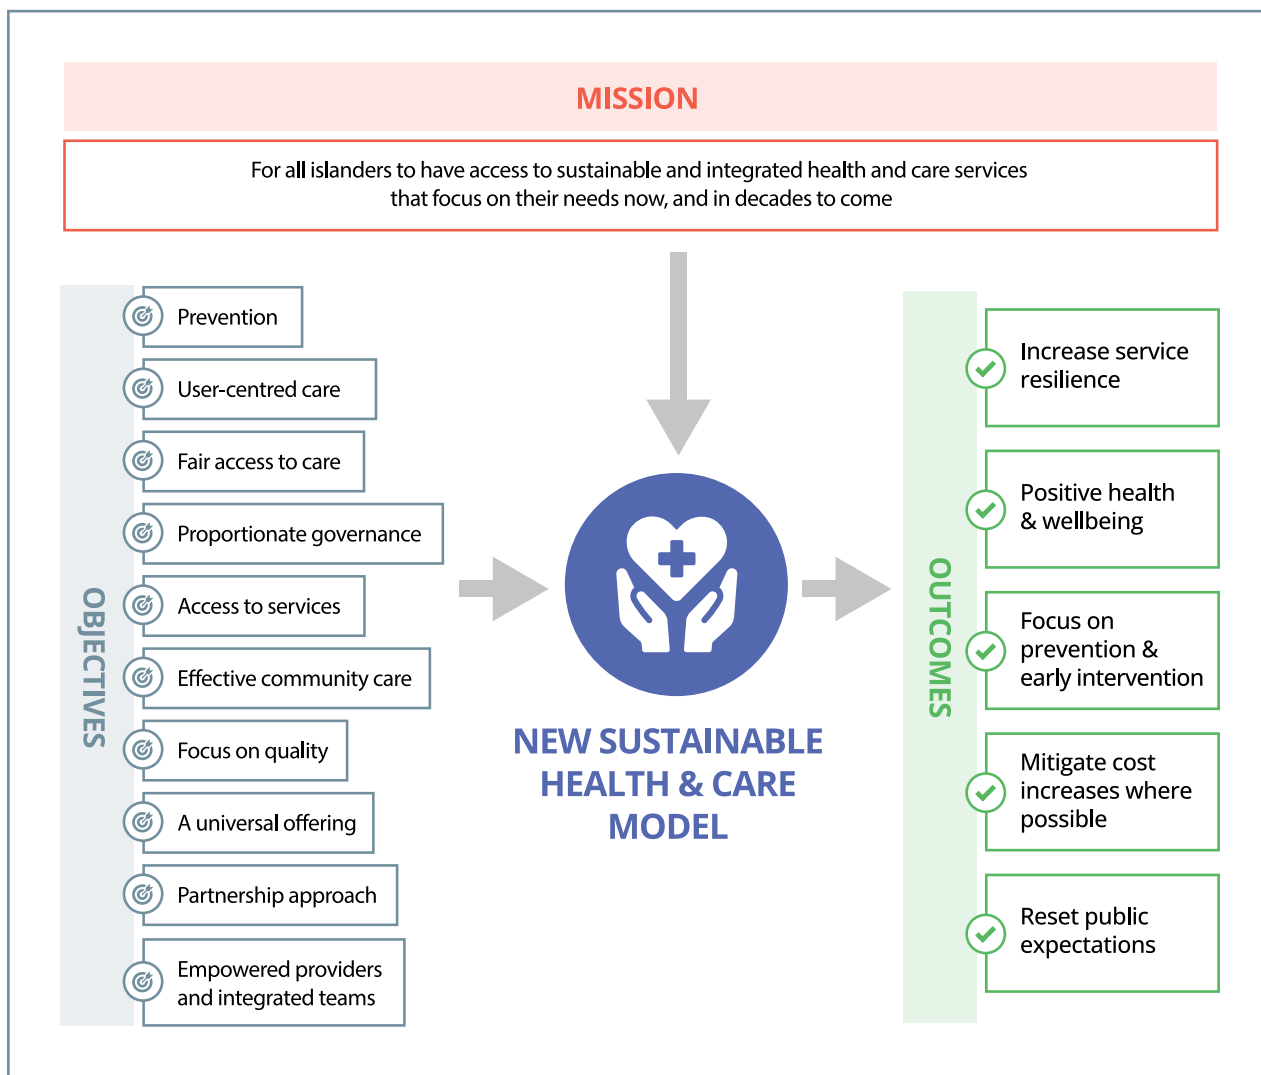 MISSION
For all islanders to have access to sustainable and integrated health and care services
that focus on their needs now, and in decades to come
OBJECTIVES
Prevention
User-centred care
Fair access to care
Proportionate governance
Access to services
Effective community care
Focus on quality
A universal offering
Partnership approach
Empowered providers
and integrated teams
NEW SUSTAINABLE
HEALTH & CARE
MODEL
OUTCOMES
Increase service
resilience
Positive health
& wellbeing
Focus on
prevention &
early intervention
Mitigate cost
increases where
possible
Reset public
expectations